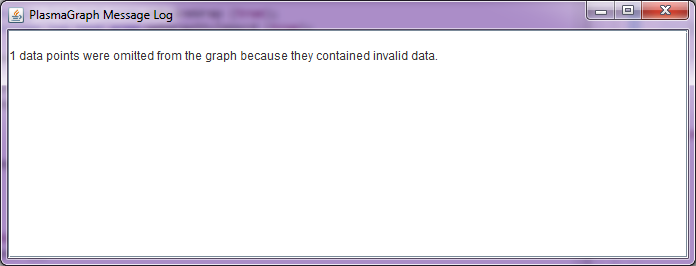 PlasmaGraph Message Log
1 data points were omitted from the graph because they contained invalid data.